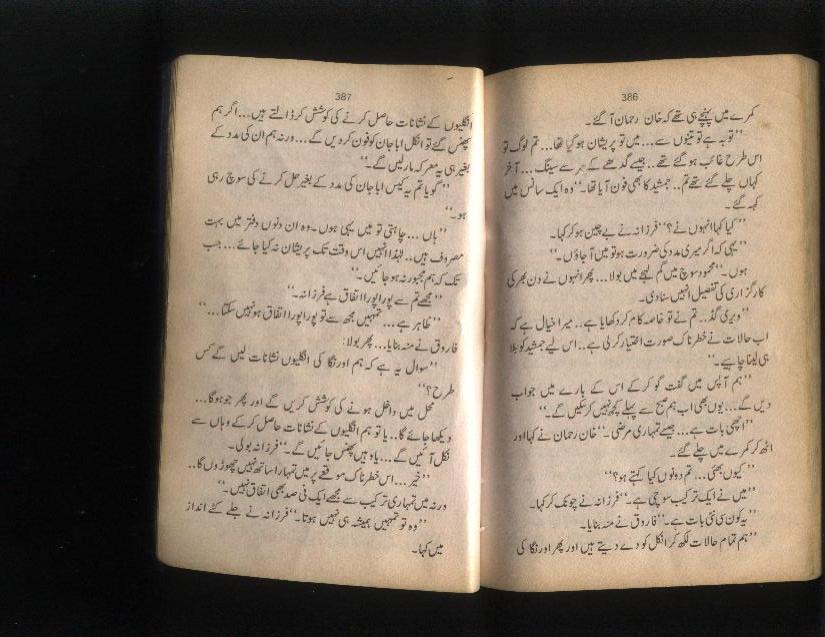 386
کمرے میں پہنچے ہی تھے کہ خان رحمان آ گئے۔
”توبہ ہے تو تینوں سے... میں تو پریشان ہو گیا تھا... تم لوگ تو
اس طرح غائب ہو گئے تھے.. جیسے گدھے کے سر سے سینگ... آخر
کہاں چلے گئے تھے تم.. جمشید کا بھی فون آیا تھا۔“ وہ ایک سانس میں
کہہ گئے۔
”کیا کہا انہوں نے؟“ فرزانہ نے بے چین ہو کر کہا۔
”یہی کہ اگر میری مدد کی ضرورت ہو تو میں آ جاؤں۔“
ہوں۔“ محمود سوچ میں گم لہجے میں بولا... پھر انہوں نے دن بھر کی
کارگزاری کی تفصیل انہیں سنا دی۔
”ویری گڈ.. تم نے تو خاصہ کام کر دکھایا ہے.. میرا خیال ہے کہ
اب حالات نے خطرناک صورت اختیار کر لی ہے.. اس لیے جمشید کو بلا
ہی لینا چاہیے۔“
”ہم آپس میں گفت گو کر کے اس کے بارے میں جواب
دیں گے... یوں بھی اب ہم صبح سے پہلے کچھ نہیں کر سکیں گے۔“
”اچھی بات ہے... جیسے تمہاری مرضی۔“ خان رحمان نے کہا اور
اٹھ کر کمرے میں چلے گئے۔
”کیوں بھئی... تم دونوں کیا کہتے ہو؟“
”میں نے ایک ترکیب سوچی ہے۔“ فرزانہ نے چونک کر کہا۔
”یہ کون سی نئی بات ہے۔“ فاروق نے منہ بنایا۔
”ہم تمام حالات لکھ کر انکل کو دے دیتے ہیں اور پھر اور نگا کی
387
انگلیوں کے نشانات حاصل کرنے کی کوشش کر ڈالتے ہیں... اگر ہم
پھنس گئے تو انکل ابا جان کو فون کر دیں گے... ورنہ ہم ان کی مدد کے
بغیر ہی یہ معرکہ مار لیں گے۔“
”گویا تم یہ کیس ابا جان کی مدد کے بغیر حل کرنے کی سوچ رہی
ہو۔“
”ہاں... چاہتی تو میں یہی ہوں۔ وہ ان دنوں دفتر میں بہت
مصروف ہیں.. لہٰذا انہیں اس وقت تک پریشان نہ کیا جائے... جب
تک کہ ہم مجبور نہ ہو جائیں۔“
”مجھے تم سے پورا پورا اتفاق ہے فرزانہ۔“
”ظاہر ہے... تمہیں مجھ سے تو پورا پورا اتفاق ہو نہیں سکتا...“
فاروق نے منہ بنایا... پھر بولا:
”سوال یہ ہے کہ ہم اور نگا کی انگلیوں نشانات لیں گے کس
طرح؟“
”محل میں داخل ہونے کی کوشش کریں گے اور پھر جو ہوگا...
دیکھا جائے گا.. یا تو ہم انگلیوں کے نشانات حاصل کر کے وہاں سے
نکل آئیں گے... یا وہیں پھنس جائیں گے۔“ فرزانہ بولی۔
”خیر... اس خطرناک موقعے پر میں تمہارا ساتھ نہیں چھوڑوں گا..
ورنہ میں تمہاری ترکیب سے مجھے ایک فی صد بھی اتفاق نہیں۔“
”وہ تو تمہیں ہمیشہ ہی نہیں ہوتا۔“ فرزانہ نے جلے کٹے انداز
میں کہا۔